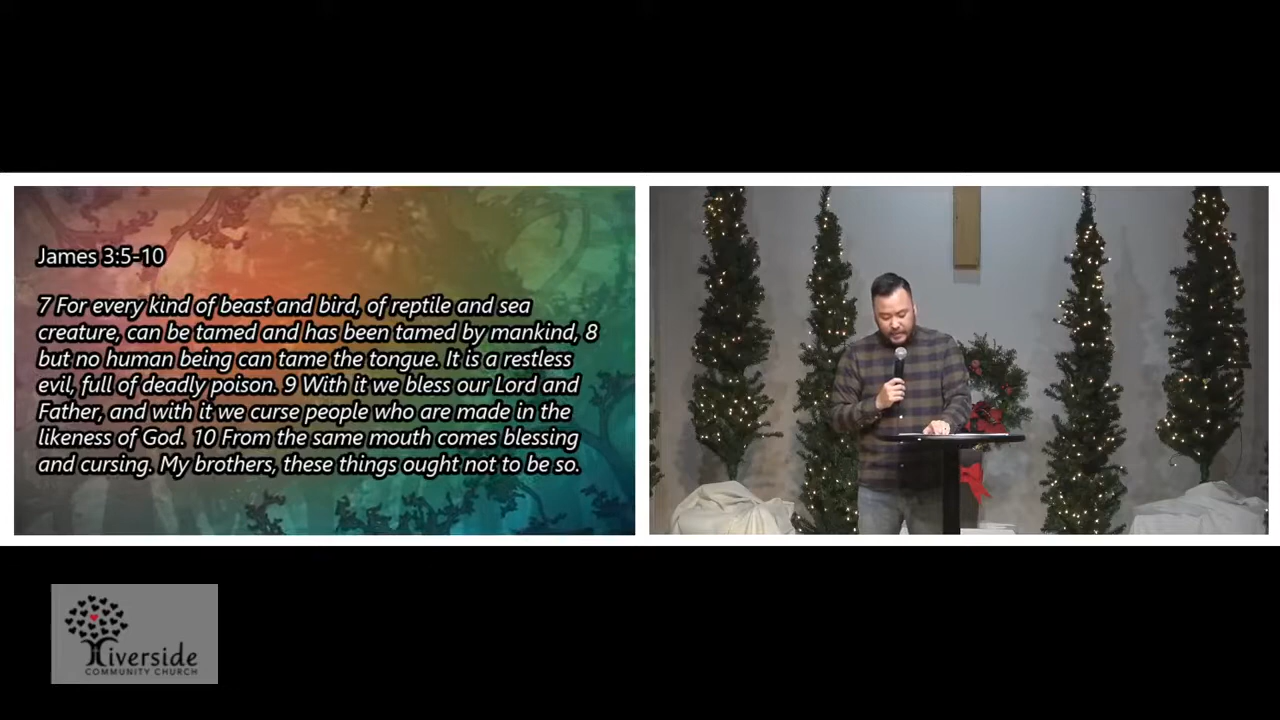 James 3:5-10
7 For every kind of beast and bird, of reptile and sea
creature, can be tamed and has been tamed by mankind, 8
but no human being can tame the tongue. It is a restless
evil, full of deadly poison. 9 With it we bless our Lord and
Father, and with it we curse people who are made in the
likeness of God. 10 From the same mouth comes blessing
and cursing. My brothers, these things ought not to be so.
Riverside
COMMUNITY CHURCH